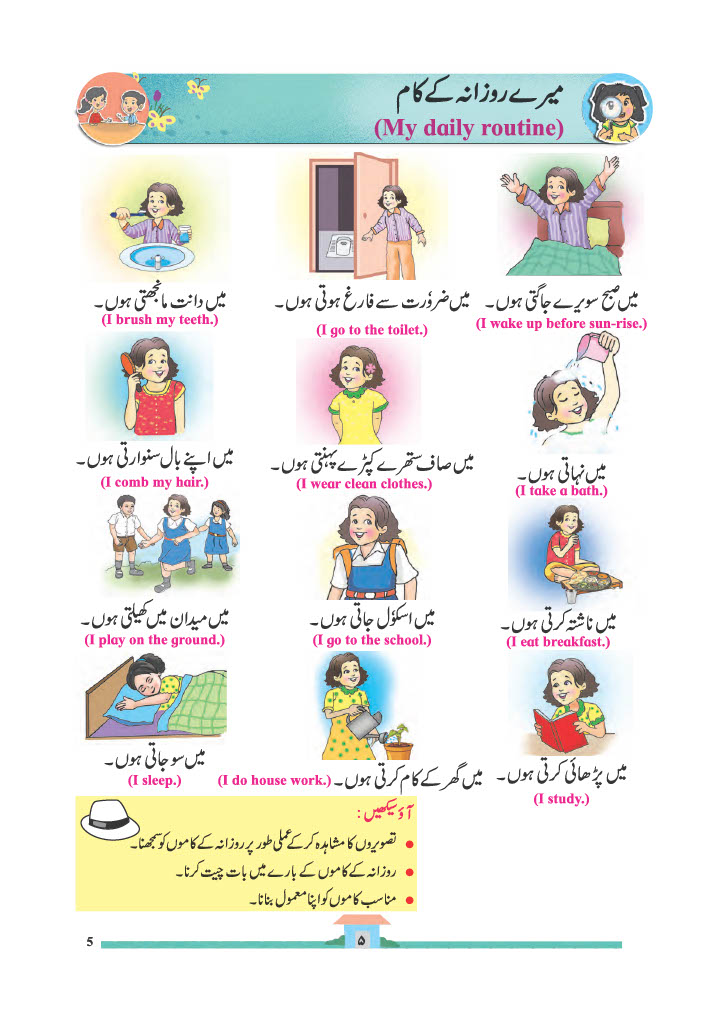 میرے روزانہ کے کام
(My daily routine)
میں صبح سویرے جاگتی ہوں۔
(I wake up before sun-rise.)
میں ضرورت سے فارغ ہوتی ہوں۔
(I go to the toilet.)
میں دانت مانجھتی ہوں۔
(I brush my teeth.)
میں نہاتی ہوں۔
(I take a bath.)
میں صاف ستھرے کپڑے پہنتی ہوں۔
(I wear clean clothes.)
میں اپنے بال سنوارتی ہوں۔
(I comb my hair.)
میں ناشتہ کرتی ہوں۔
(I eat breakfast.)
میں اسکوٗل جاتی ہوں۔
(I go to the school.)
میں میدان میں کھیلتی ہوں۔
(I play on the ground.)
میں پڑھائی کرتی ہوں۔
(I study.)
میں گھر کے کام کرتی ہوں۔ (I do house work.)
میں سو جاتی ہوں۔
(I sleep.)
آؤ سیکھیں :
● تصویروں کا مشاہدہ کرکے عملی طور پر روزانہ کے کاموں کو سمجھنا۔
● روزانہ کے کاموں کے بارے میں بات چیت کرنا۔
● مناسب کاموں کو اپنا معمول بنانا۔
۵
5